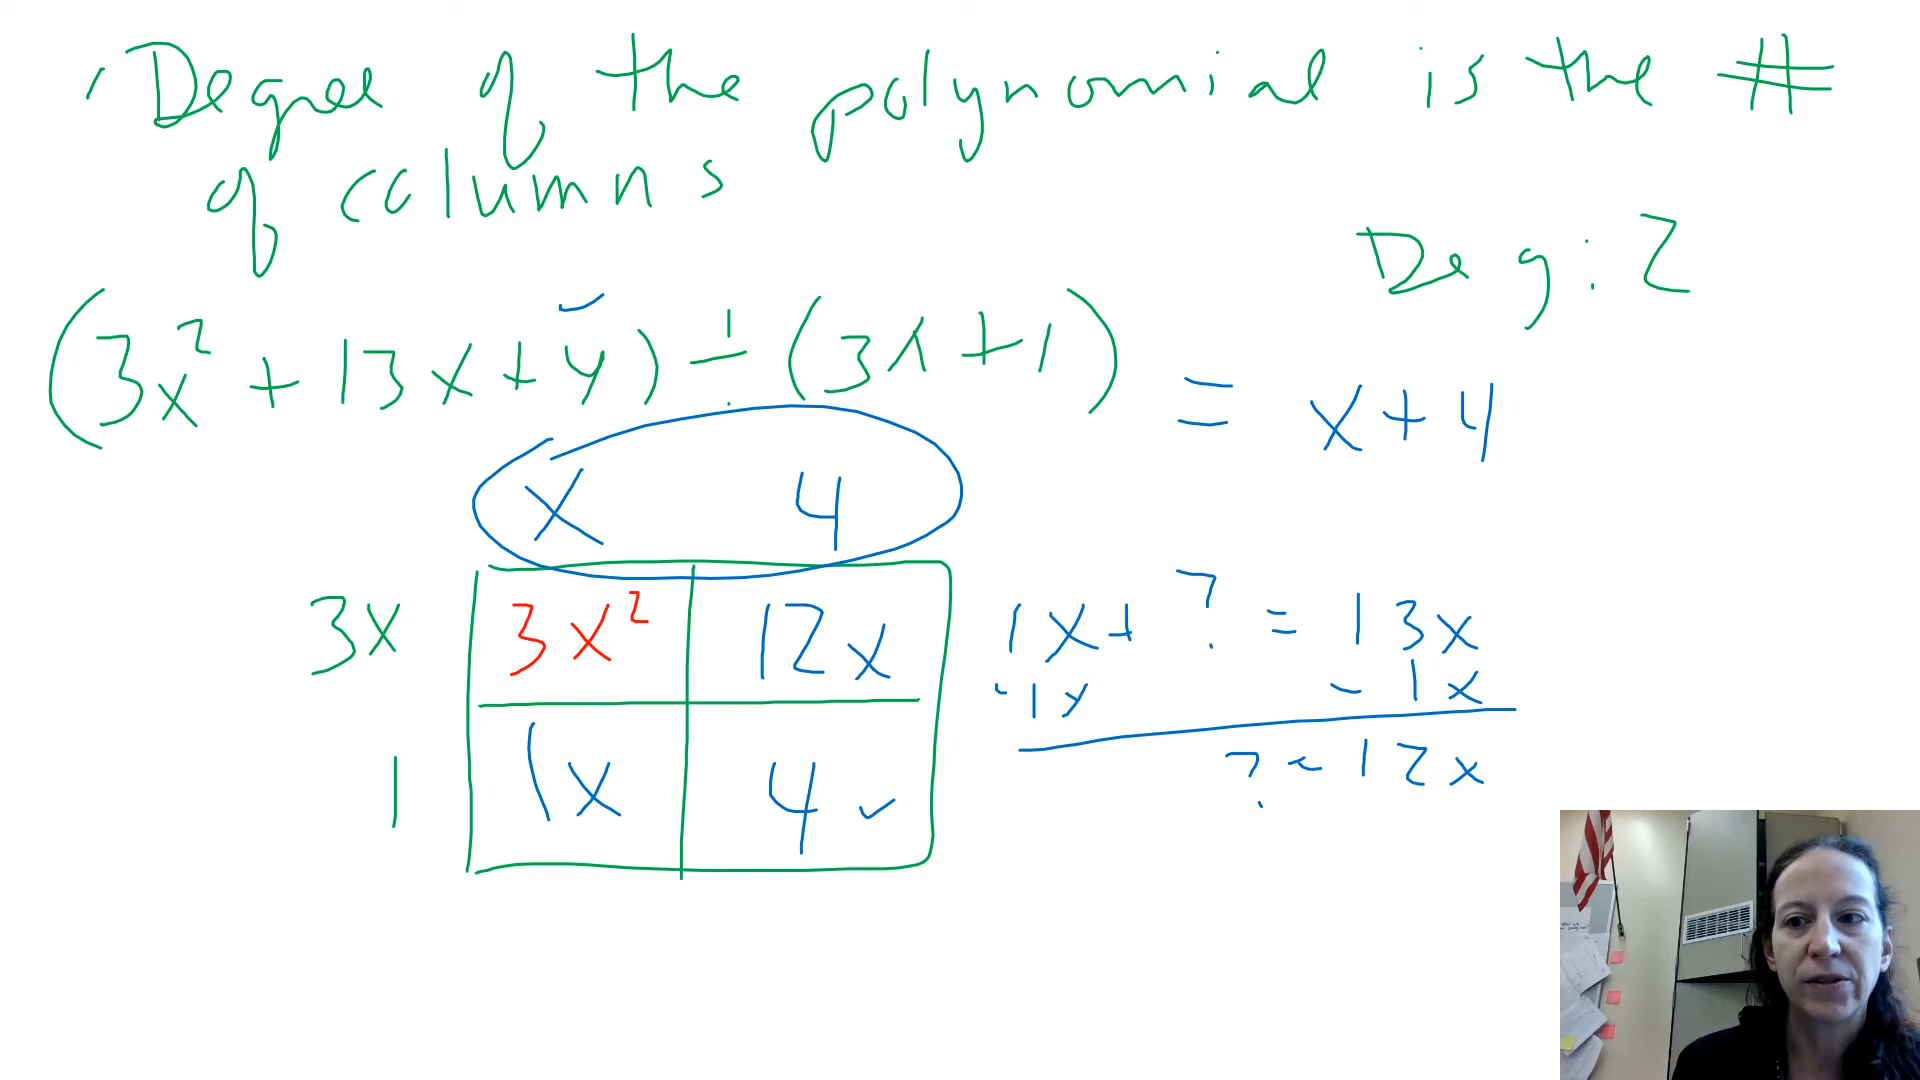 Degree of the polynomial is the #
of columns
Deg: 2
(3x² + 13x + 4) ÷ (3x + 1) = x + 4
x 4
3x 3x² 12x
1 1x 4 ✓
1x + ? = 13x
-1x - 1x
? = 12x